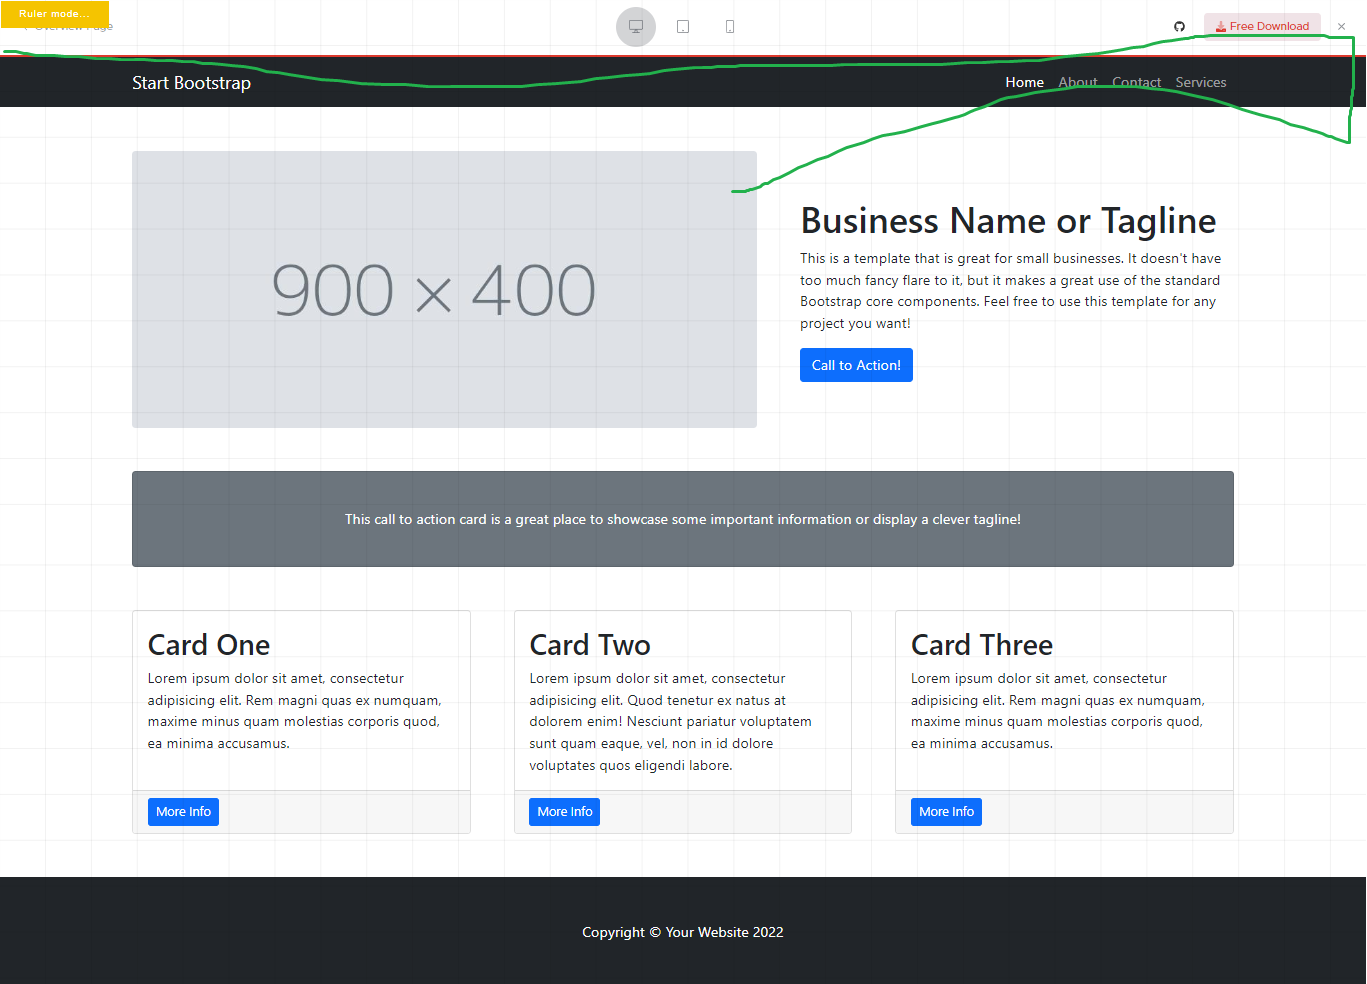 Ruler mode...
Overview Page
Free Download
Start Bootstrap
Home About Contact Services
900 × 400
Business Name or Tagline
This is a template that is great for small businesses. It doesn't have
too much fancy flare to it, but it makes a great use of the standard
Bootstrap core components. Feel free to use this template for any
project you want!
Call to Action!
This call to action card is a great place to showcase some important information or display a clever tagline!
Card One
Lorem ipsum dolor sit amet, consectetur
adipisicing elit. Rem magni quas ex numquam,
maxime minus quam molestias corporis quod,
ea minima accusamus.
More Info
Card Two
Lorem ipsum dolor sit amet, consectetur
adipisicing elit. Quod tenetur ex natus at
dolorem enim! Nesciunt pariatur voluptatem
sunt quam eaque, vel, non in id dolore
voluptates quos eligendi labore.
More Info
Card Three
Lorem ipsum dolor sit amet, consectetur
adipisicing elit. Rem magni quas ex numquam,
maxime minus quam molestias corporis quod,
ea minima accusamus.
More Info
Copyright © Your Website 2022